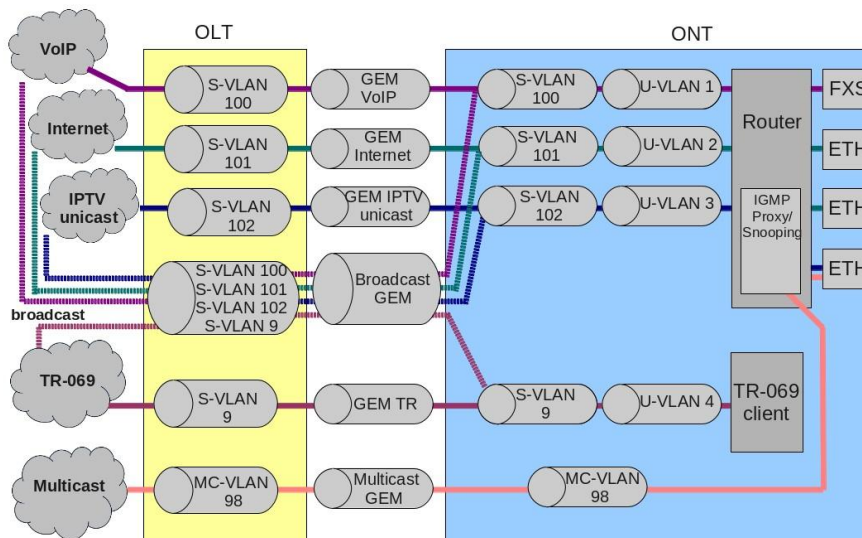 OLT
ONT
VoIP
S-VLAN
100
GEM
VoIP
S-VLAN
100
U-VLAN 1
Router
FXS
Internet
S-VLAN
101
GEM
Internet
S-VLAN
101
U-VLAN 2
ETH
IPTV
unicast
S-VLAN
102
GEM IPTV
unicast
S-VLAN
102
U-VLAN 3
IGMP
Proxy/
Snooping
ETH
S-VLAN 100
S-VLAN 101
S-VLAN 102
S-VLAN 9
Broadcast
GEM
ETH
broadcast
TR-069
S-VLAN
9
GEM TR
S-VLAN
9
U-VLAN 4
TR-069
client
Multicast
MC-VLAN
98
Multicast
GEM
MC-VLAN
98